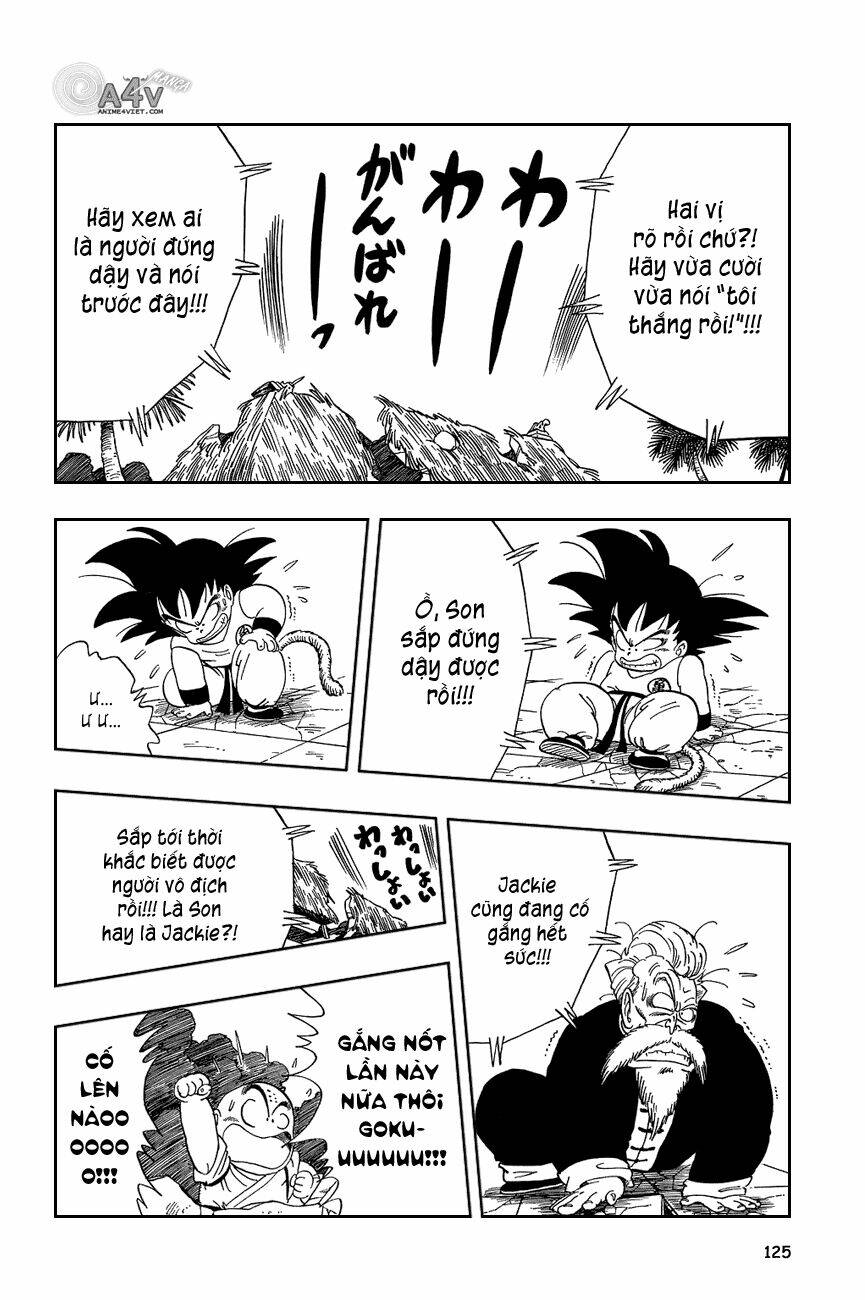 A4V
MANGA
ANIME4VIET.COM
Hai vị
rõ rồi chứ?!
Hãy vừa cười
vừa nói "tôi
thắng rồi!"!!!
わー
わー
がんばれ
ーっ
Hãy xem ai
là người đứng
dậy và nói
trước đây!!!
Ồ, Son
sắp đứng
dậy được
rồi!!!
Ư...
Ư Ư...
Jackie
cũng đang cố
gắng hết
sức!!!
わっしょい
わっしょい
Sắp tới thời
khắc biết được
người vô địch
rồi!!! Là Son
hay là Jackie?!
GẮNG NỐT
LẦN NÀY
NỮA THÔI
GOKU-
UUUUUU!!!
CỐ
LÊN
NÀOO
OOOO
O!!!
125